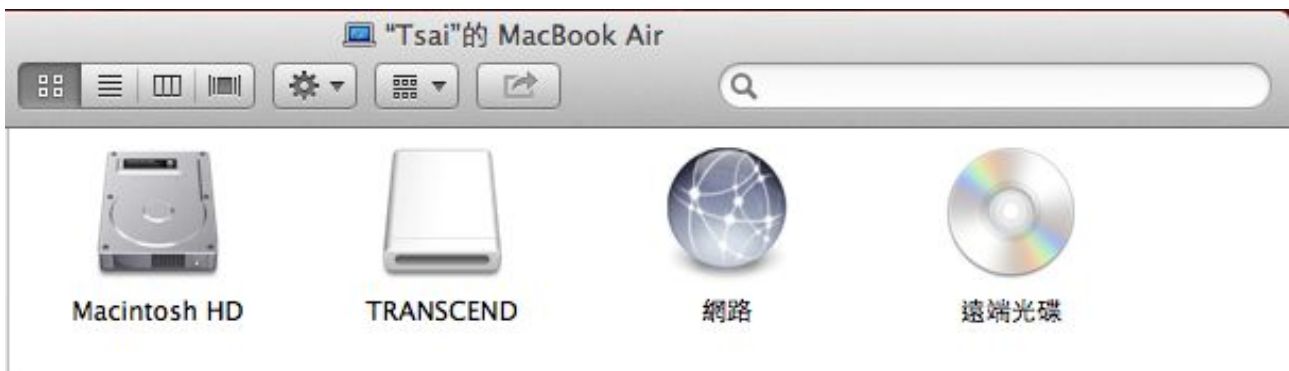 “Tsai”的 MacBook Air
Macintosh HD
TRANSCEND
網路
遠端光碟